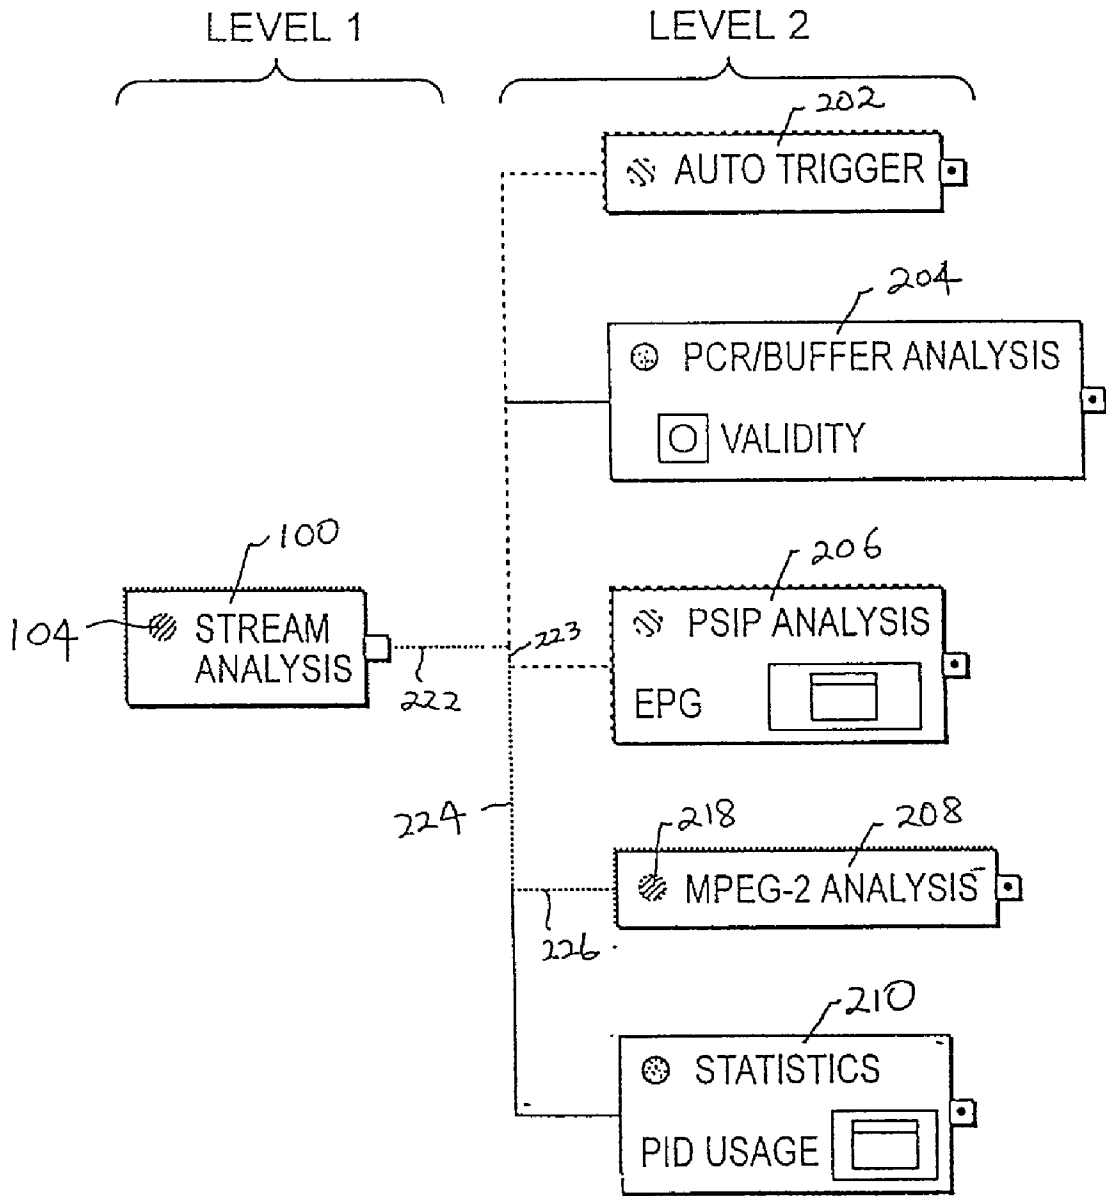 LEVEL 1
LEVEL 2
202
AUTO TRIGGER
204
PCR/BUFFER ANALYSIS
VALIDITY
100
104
STREAM
ANALYSIS
222
223
206
PSIP ANALYSIS
EPG
224
218
208
MPEG-2 ANALYSIS
226
210
STATISTICS
PID USAGE